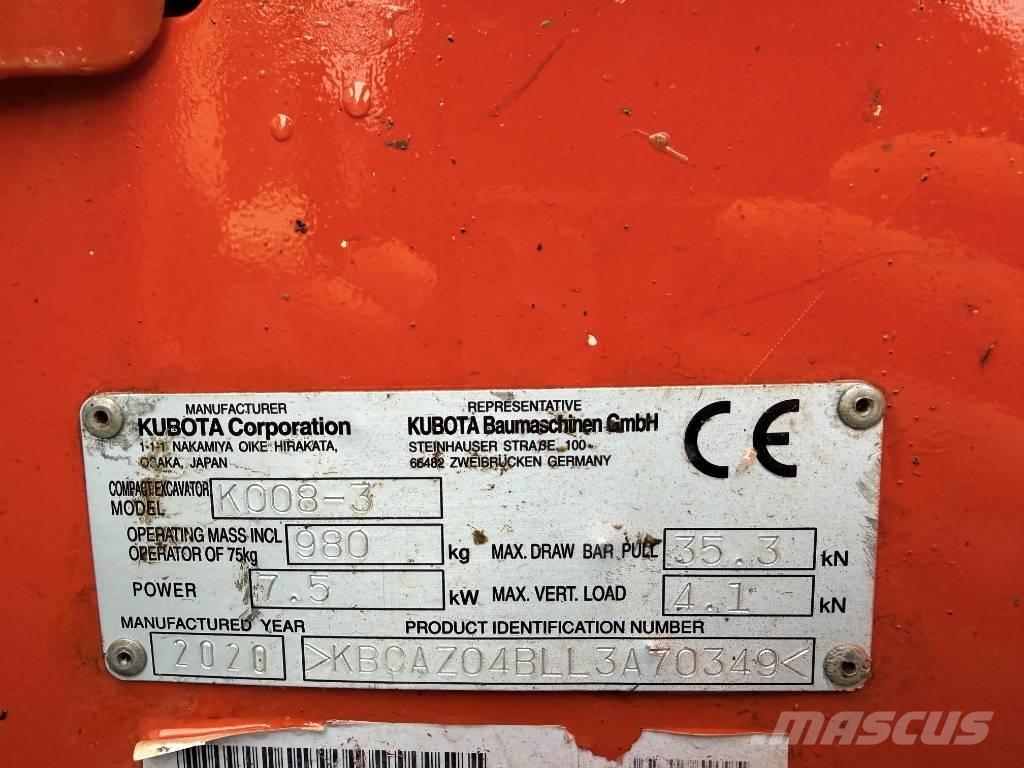 MANUFACTURER
KUBOTA Corporation
1-1-1 NAKAMIYA OIKE HIRAKATA,
OSAKA, JAPAN
REPRESENTATIVE
KUBOTA Baumaschinen GmbH
STEINHAUSER STRAßE 100
66482 ZWEIBRÜCKEN GERMANY
CE
COMPACT EXCAVATOR
MODEL K008-3
OPERATING MASS INCL
OPERATOR OF 75kg 980 kg
MAX. DRAW BAR PULL 35.3 kN
POWER 7.5 kW
MAX. VERT. LOAD 4.1 kN
MANUFACTURED YEAR
2020
PRODUCT IDENTIFICATION NUMBER
>KBCAZ04BLL3A70349<
MASCUS